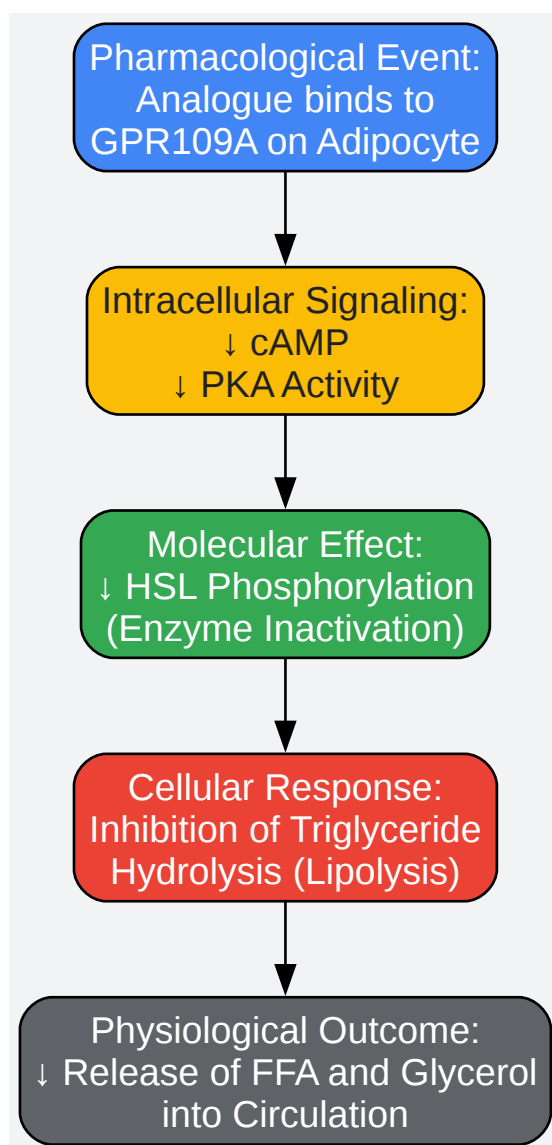 Pharmacological Event:
Analogue binds to
GPR109A on Adipocyte
Intracellular Signaling:
↓ cAMP
↓ PKA Activity
Molecular Effect:
↓ HSL Phosphorylation
(Enzyme Inactivation)
Cellular Response:
Inhibition of Triglyceride
Hydrolysis (Lipolysis)
Physiological Outcome:
↓ Release of FFA and Glycerol
into Circulation